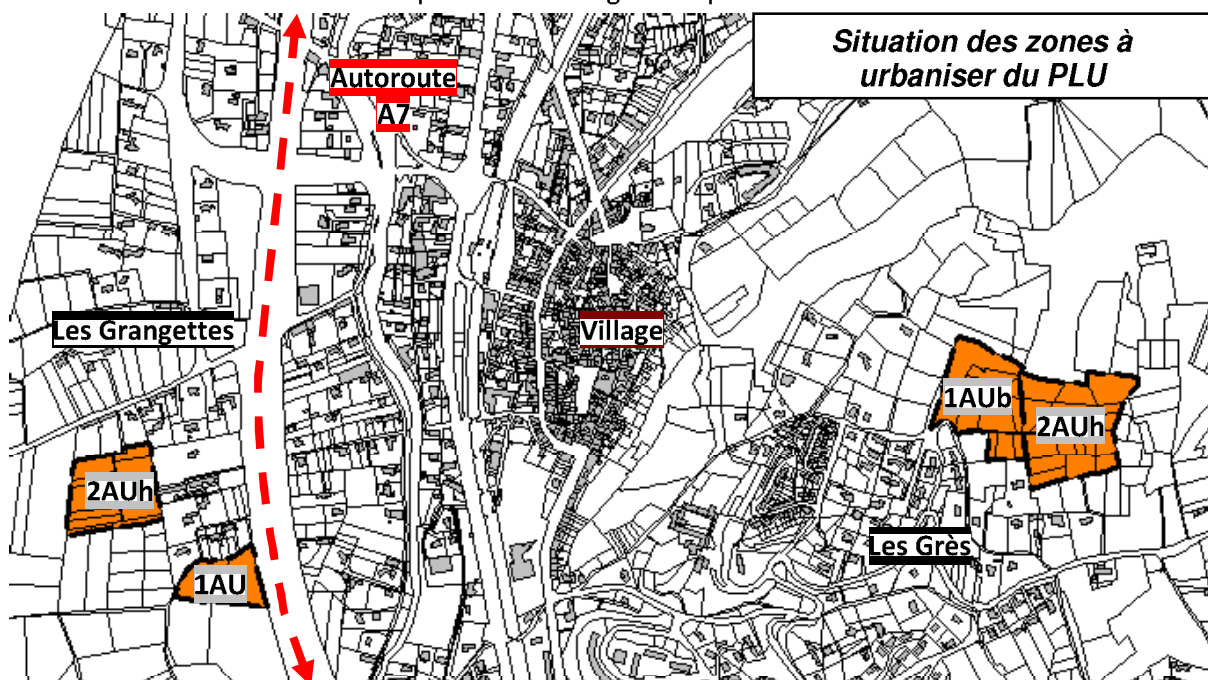 Situation des zones à
urbaniser du PLU
Autoroute
A7
Les Grangettes
Village
1AUb
2AUh
2AUh
1AU
Les Grès